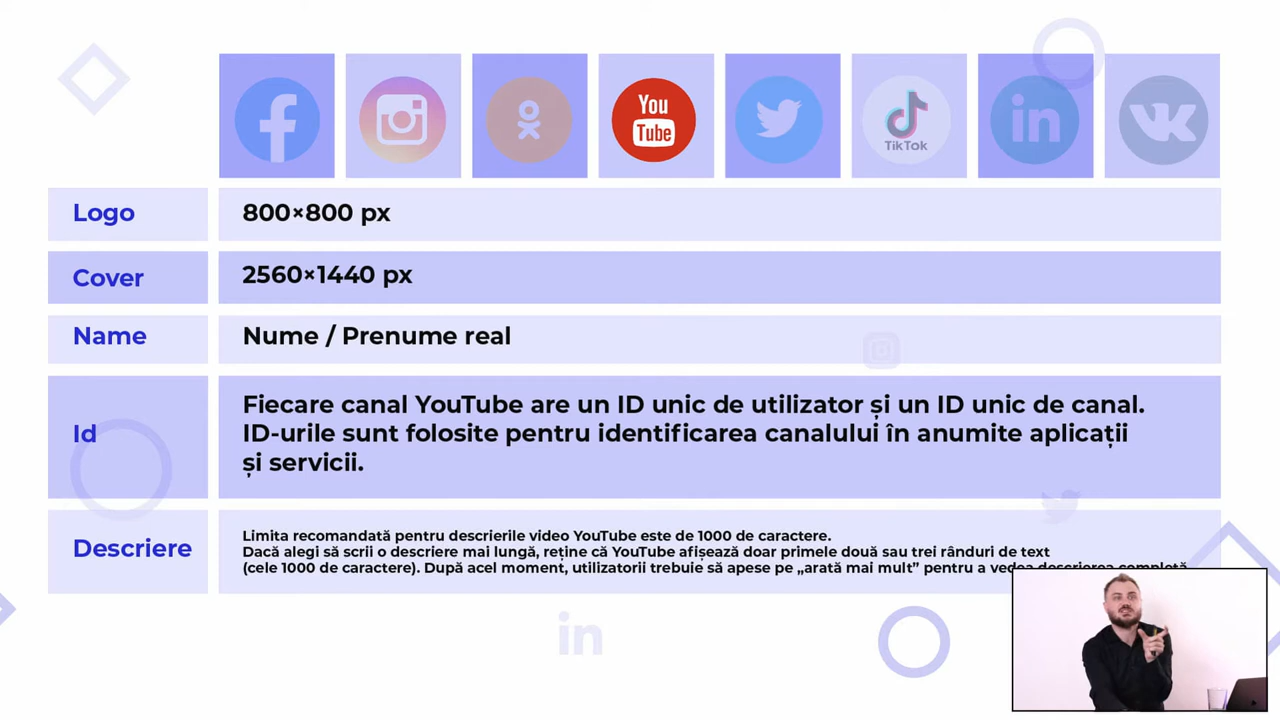 You
Tube
TikTok
Logo
800×800 px
Cover
2560×1440 px
Name
Nume / Prenume real
Id
Fiecare canal YouTube are un ID unic de utilizator și un ID unic de canal.
ID-urile sunt folosite pentru identificarea canalului în anumite aplicații
și servicii.
Descriere
Limita recomandată pentru descrierile video YouTube este de 1000 de caractere.
Dacă alegi să scrii o descriere mai lungă, reține că YouTube afișează doar primele două sau trei rânduri de text
(cele 1000 de caractere). După acel moment, utilizatorii trebuie să apese pe „arată mai mult” pentru a vedea descrierea completă
in